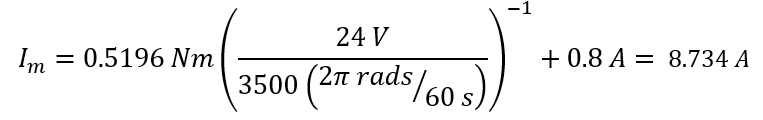 I_m = 0.5196 Nm (24 V / 3500 (2π rads/60 s))^−1 + 0.8 A = 8.734 A